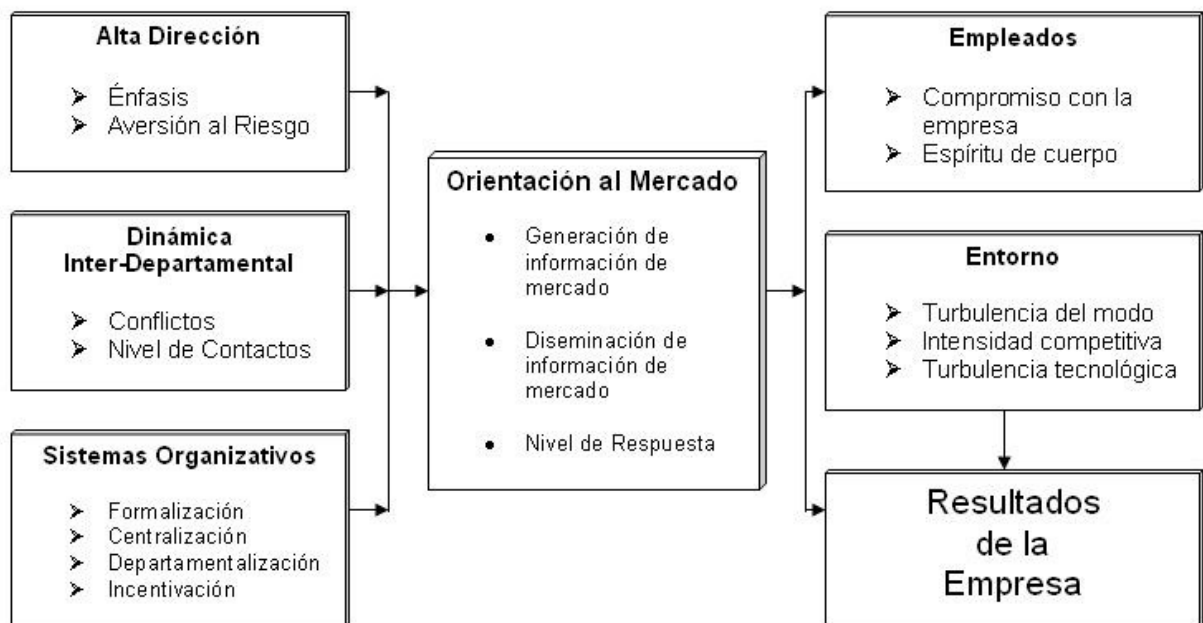 Alta Dirección
Énfasis
Aversión al Riesgo
Dinámica
Inter-Departamental
Conflictos
Nivel de Contactos
Sistemas Organizativos
Formalización
Centralización
Departamentalización
Incentivación
Orientación al Mercado
Generación de
información de
mercado
Diseminación de
información de
mercado
Nivel de Respuesta
Empleados
Compromiso con la
empresa
Espíritu de cuerpo
Entorno
Turbulencia del modo
Intensidad competitiva
Turbulencia tecnológica
Resultados
de la
Empresa